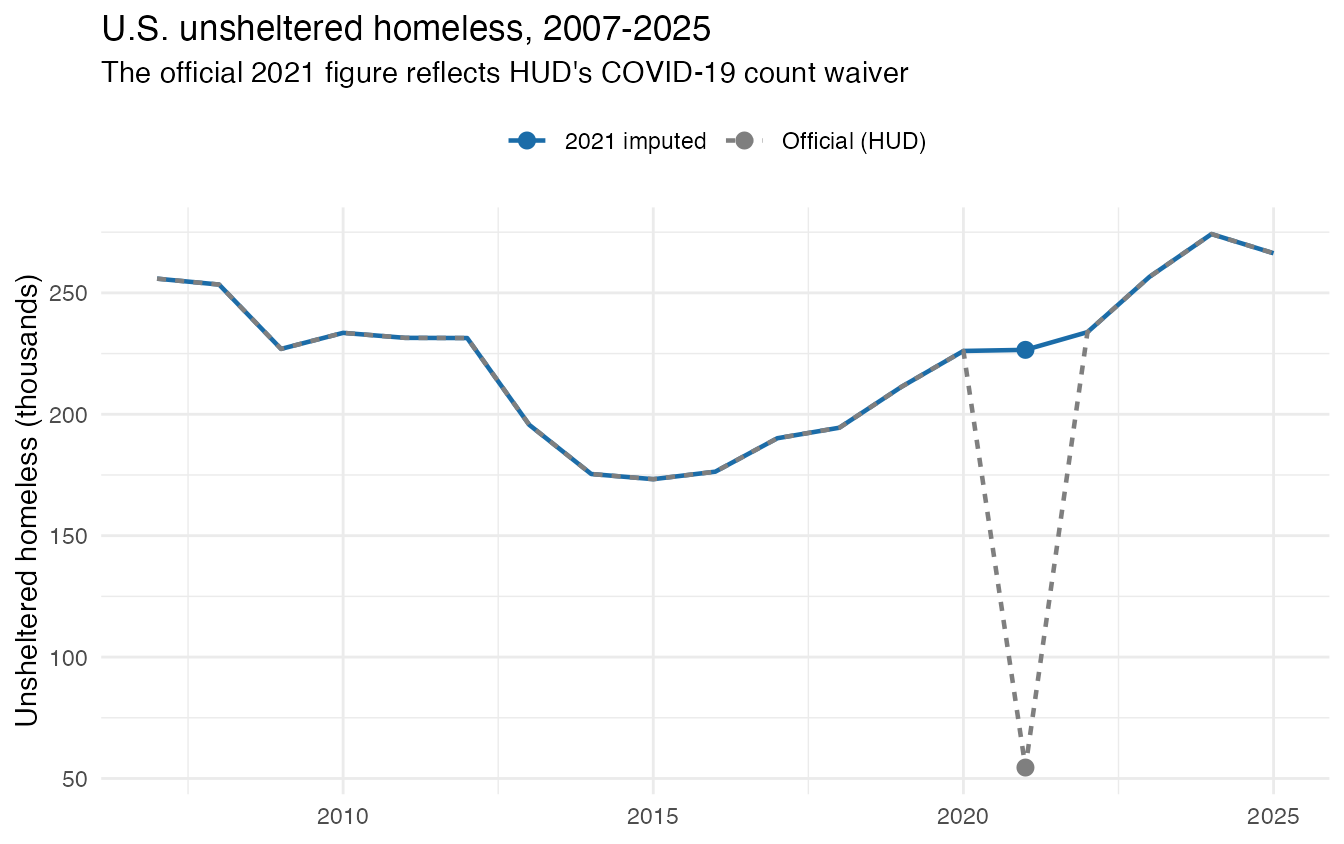 U.S. unsheltered homeless, 2007-2025
The official 2021 figure reflects HUD's COVID-19 count waiver
2021 imputed Official (HUD)
Unsheltered homeless (thousands)
250
200
150
100
50
2010 2015 2020 2025